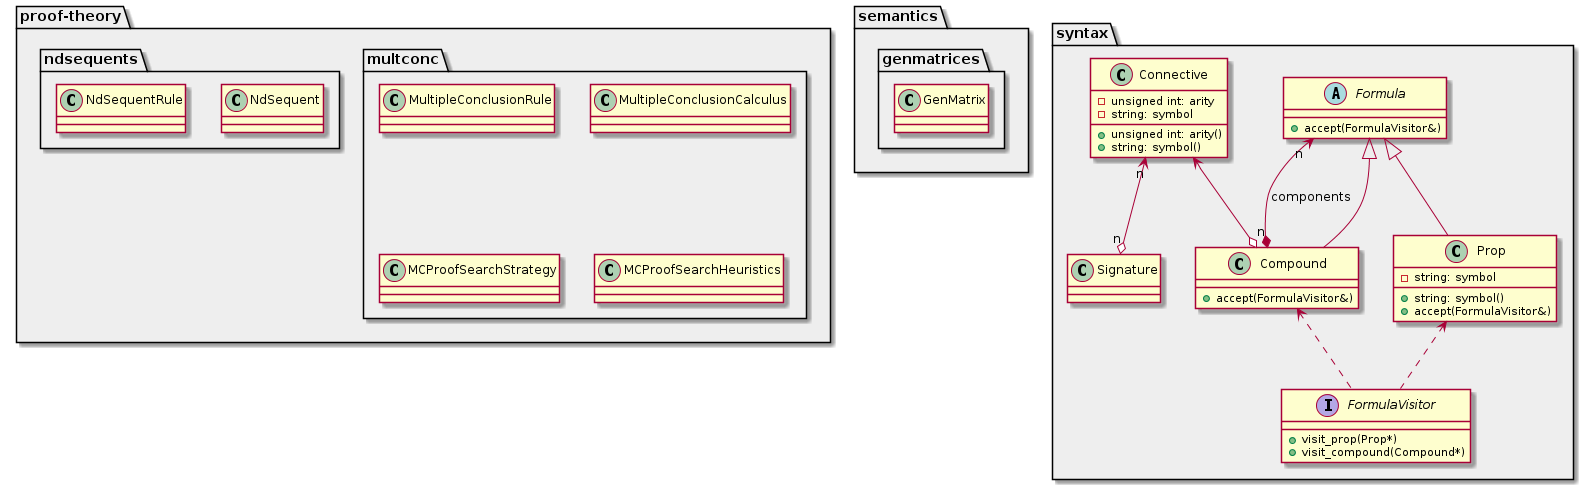 proof-theory
ndsequents
C NdSequentRule
C NdSequent
multconc
C MultipleConclusionRule
C MultipleConclusionCalculus
C MCProofSearchStrategy
C MCProofSearchHeuristics
semantics
genmatrices
C GenMatrix
syntax
C Connective
unsigned int: arity
string: symbol
unsigned int: arity()
string: symbol()
A Formula
accept(FormulaVisitor&)
n
n
components
n
n
C Signature
C Compound
accept(FormulaVisitor&)
C Prop
string: symbol
string: symbol()
accept(FormulaVisitor&)
I FormulaVisitor
visit_prop(Prop*)
visit_compound(Compound*)